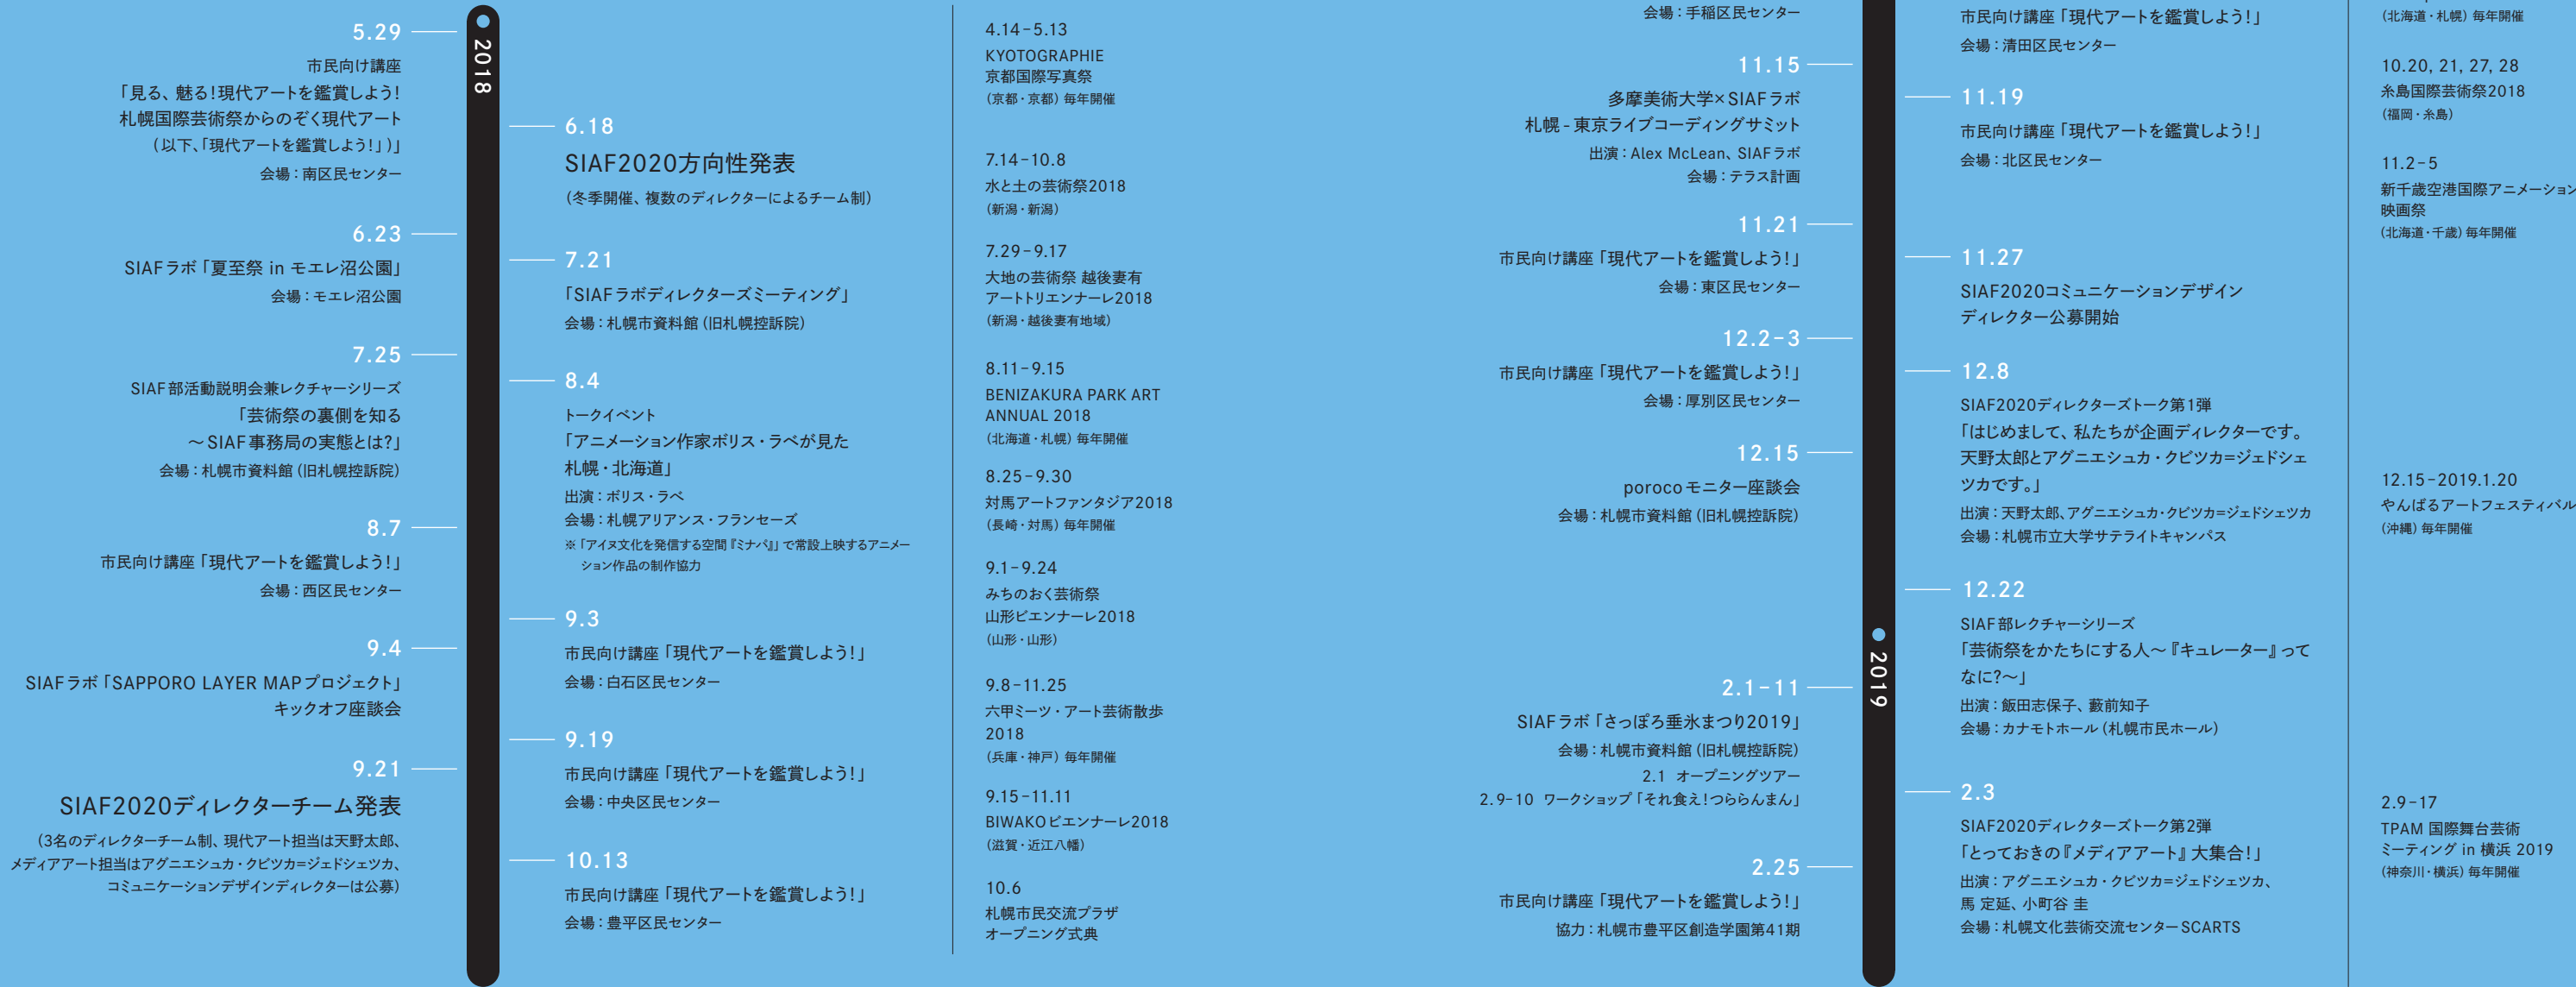 2018
5.29
市民向け講座
「見る、魅る!現代アートを鑑賞しよう!
札幌国際芸術祭からのぞく現代アート
(以下、「現代アートを鑑賞しよう!」)」
会場:南区民センター
6.23
SIAFラボ「夏至祭 in モエレ沼公園」
会場:モエレ沼公園
7.25
SIAF部活動説明会兼レクチャーシリーズ
「芸術祭の裏側を知る
〜SIAF事務局の実態とは?」
会場:札幌市資料館(旧札幌控訴院)
8.7
市民向け講座「現代アートを鑑賞しよう!」
会場:西区民センター
9.4
SIAFラボ「SAPPORO LAYER MAPプロジェクト」
キックオフ座談会
9.21
SIAF2020ディレクターチーム発表
(3名のディレクターチーム制、現代アート担当は天野太郎、
メディアアート担当はアグニエシュカ・クビツカ=ジェドシェツカ、
コミュニケーションデザインディレクターは公募)
6.18
SIAF2020方向性発表
(冬季開催、複数のディレクターによるチーム制)
7.21
「SIAFラボディレクターズミーティング」
会場:札幌市資料館(旧札幌控訴院)
8.4
トークイベント
「アニメーション作家ボリス・ラベが見た
札幌・北海道」
出演:ボリス・ラベ
会場:札幌アリアンス・フランセーズ
※「アイヌ文化を発信する空間『ミナパ』」で常設上映するアニメー
ション作品の制作協力
9.3
市民向け講座「現代アートを鑑賞しよう!」
会場:白石区民センター
9.19
市民向け講座「現代アートを鑑賞しよう!」
会場:中央区民センター
10.13
市民向け講座「現代アートを鑑賞しよう!」
会場:豊平区民センター
4.14-5.13
KYOTOGRAPHIE
京都国際写真祭
(京都・京都)毎年開催
7.14-10.8
水と土の芸術祭2018
(新潟・新潟)
7.29-9.17
大地の芸術祭 越後妻有
アートトリエンナーレ2018
(新潟・越後妻有地域)
8.11-9.15
BENIZAKURA PARK ART
ANNUAL 2018
(北海道・札幌)毎年開催
8.25-9.30
対馬アートファンタジア2018
(長崎・対馬)毎年開催
9.1-9.24
みちのおく芸術祭
山形ビエンナーレ2018
(山形・山形)
9.8-11.25
六甲ミーツ・アート芸術散歩
2018
(兵庫・神戸)毎年開催
9.15-11.11
BIWAKOビエンナーレ2018
(滋賀・近江八幡)
10.6
札幌市民交流プラザ
オープニング式典
会場:手稲区民センター
11.15
多摩美術大学×SIAFラボ
札幌-東京ライブコーディングサミット
出演:Alex McLean、SIAFラボ
会場:テラス計画
11.21
市民向け講座「現代アートを鑑賞しよう!」
会場:東区民センター
12.2-3
市民向け講座「現代アートを鑑賞しよう!」
会場:厚別区民センター
12.15
porocoモニター座談会
会場:札幌市資料館(旧札幌控訴院)
2019
2.1-11
SIAFラボ「さっぽろ垂氷まつり2019」
会場:札幌市資料館(旧札幌控訴院)
2.1 オープニングツアー
2.9-10 ワークショップ「それ食え!つららんまん」
2.25
市民向け講座「現代アートを鑑賞しよう!」
協力:札幌市豊平区創造学園第41期
市民向け講座「現代アートを鑑賞しよう!」
会場:清田区民センター
11.19
市民向け講座「現代アートを鑑賞しよう!」
会場:北区民センター
11.27
SIAF2020コミュニケーションデザイン
ディレクター公募開始
12.8
SIAF2020ディレクターズトーク第1弾
「はじめまして、私たちが企画ディレクターです。
天野太郎とアグニエシュカ・クビツカ=ジェドシェ
ツカです。」
出演:天野太郎、アグニエシュカ・クビツカ=ジェドシェツカ
会場:札幌市立大学サテライトキャンパス
12.22
SIAF部レクチャーシリーズ
「芸術祭をかたちにする人〜『キュレーター』って
なに?〜」
出演:飯田志保子、藪前知子
会場:カナモトホール(札幌市民ホール)
2.3
SIAF2020ディレクターズトーク第2弾
「とっておきの『メディアアート』大集合!」
出演:アグニエシュカ・クビツカ=ジェドシェツカ、
馬 定延、小町谷 圭
会場:札幌文化芸術交流センターSCARTS
(北海道・札幌)毎年開催
10.20, 21, 27, 28
糸島国際芸術祭2018
(福岡・糸島)
11.2-5
新千歳空港国際アニメーション
映画祭
(北海道・千歳)毎年開催
12.15-2019.1.20
やんばるアートフェスティバル
(沖縄)毎年開催
2.9-17
TPAM 国際舞台芸術
ミーティング in 横浜 2019
(神奈川・横浜)毎年開催